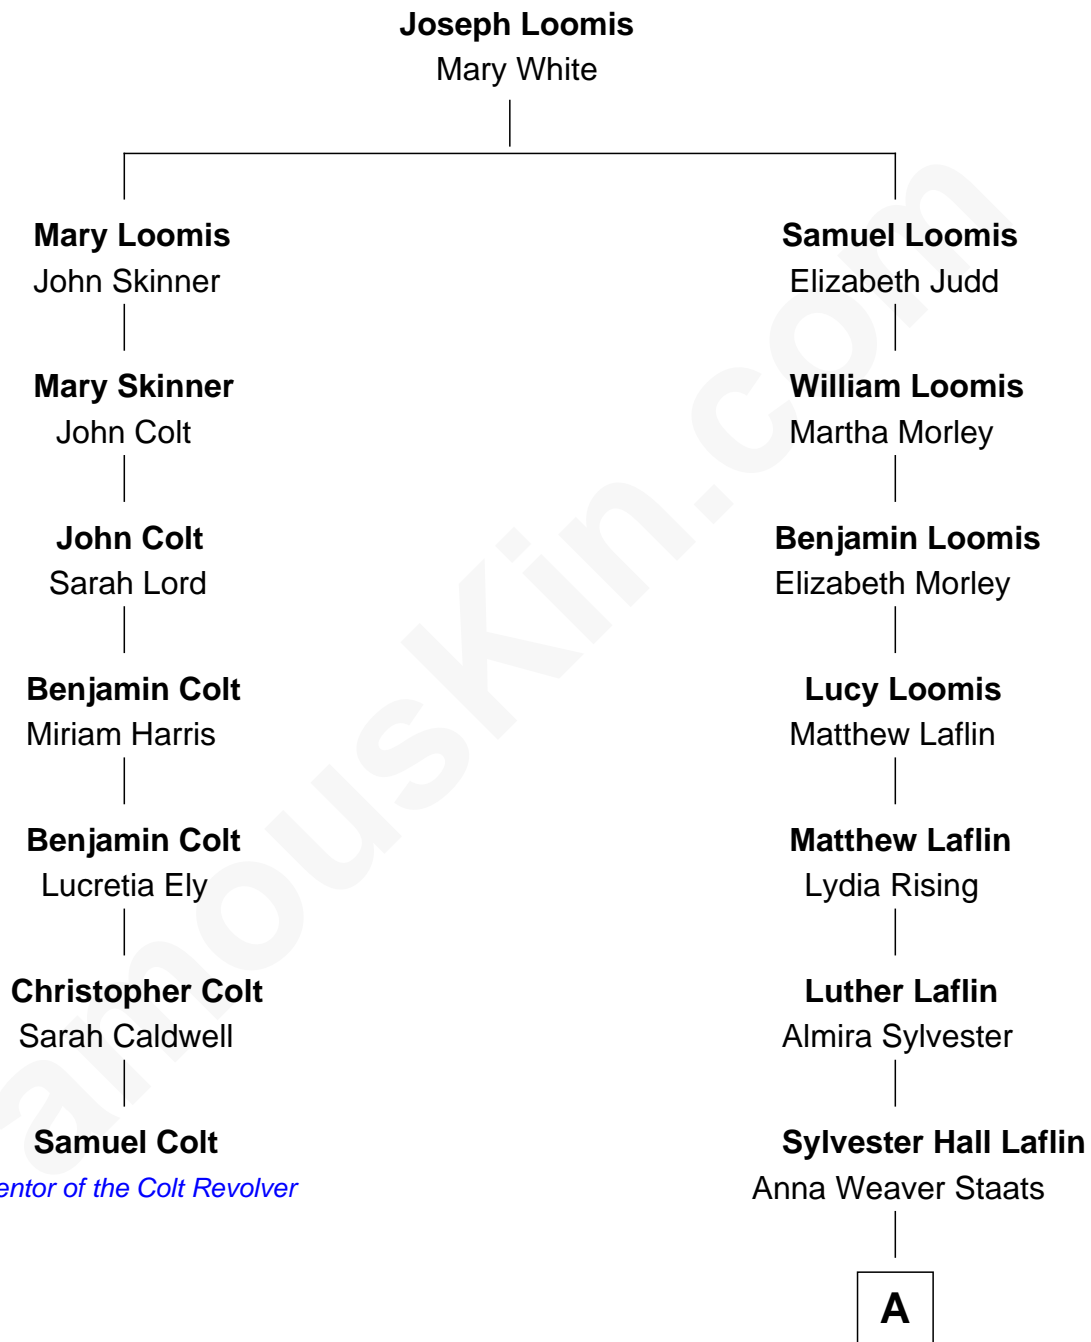 Joseph Loomis
Mary White
Mary Loomis
John Skinner
Samuel Loomis
Elizabeth Judd
Mary Skinner
John Colt
William Loomis
Martha Morley
John Colt
Sarah Lord
Benjamin Loomis
Elizabeth Morley
Benjamin Colt
Miriam Harris
Lucy Loomis
Matthew Laflin
Benjamin Colt
Lucretia Ely
Matthew Laflin
Lydia Rising
Christopher Colt
Sarah Caldwell
Luther Laflin
Almira Sylvester
Samuel Colt
entor of the Colt Revolver
Sylvester Hall Laflin
Anna Weaver Staats
A
amousKin.com